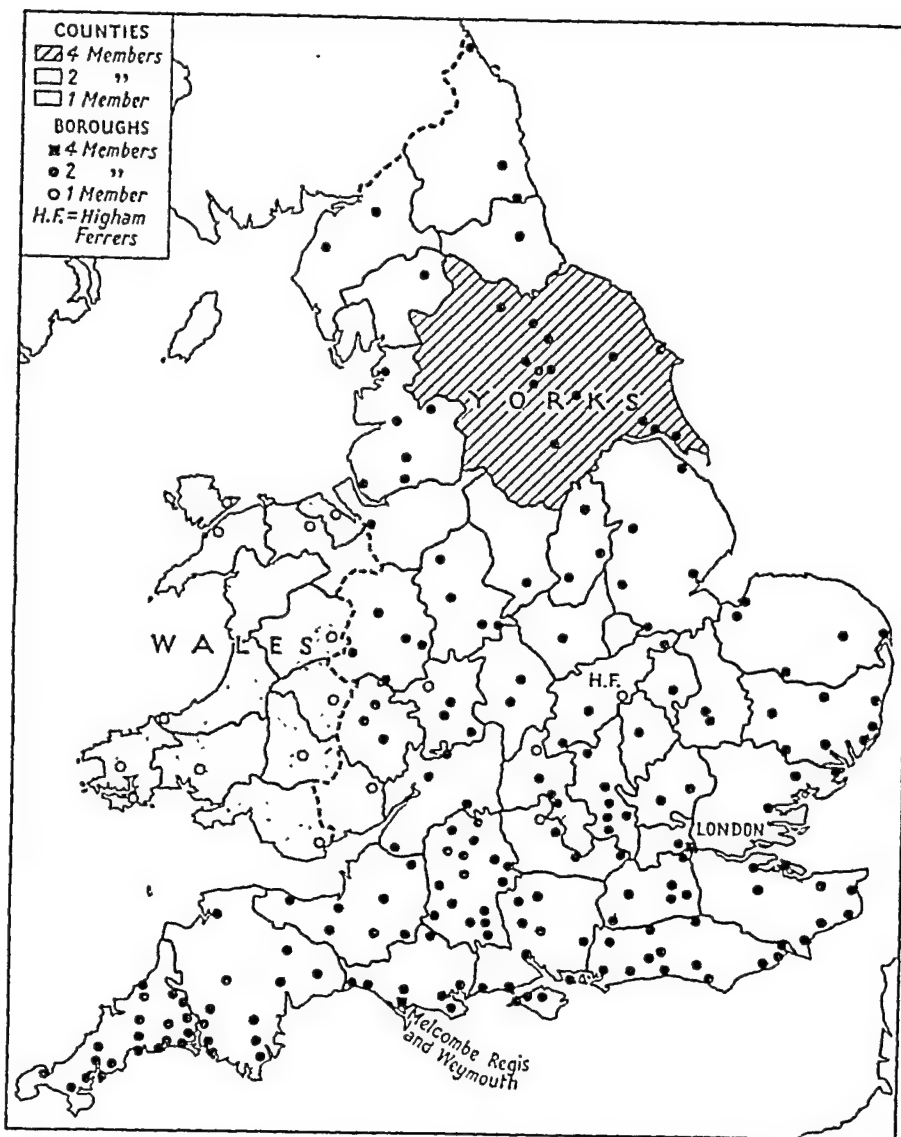 COUNTIES
4 Members
2 „
1 Member
BOROUGHS
4 Members
2 „
1 Member
H.F. = Higham
Ferrers
YORKS
WALES
H.F.
LONDON
Melcombe Regis
and Weymouth